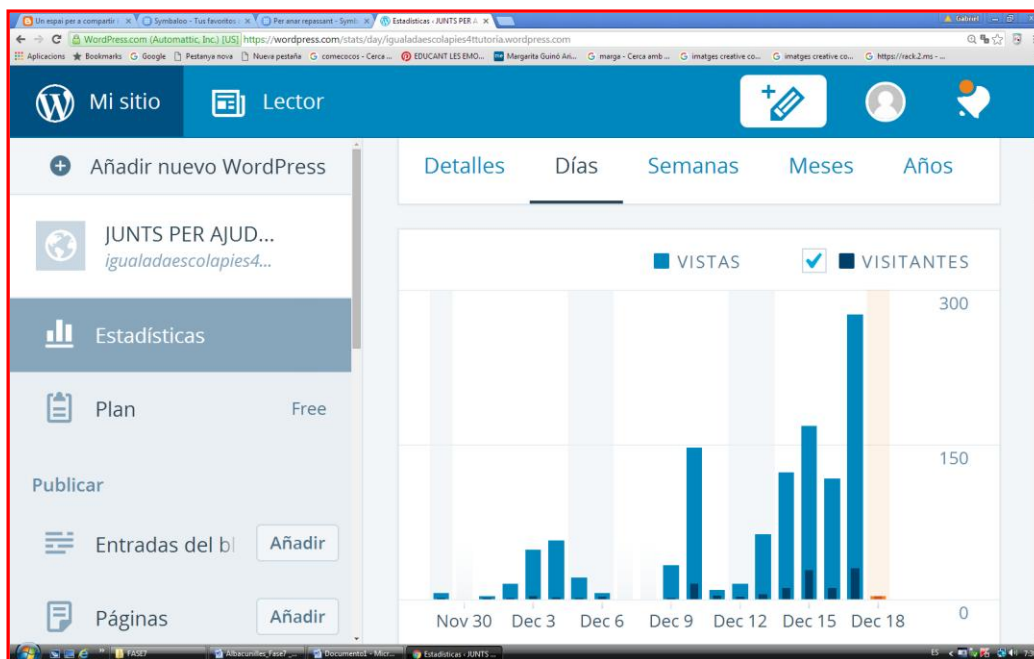 Un espai per a compartir
Symbaloo - Tus favoritos
Per anar repassant - Symb
Estadísticas ‹ JUNTS PER A
Gabriel
WordPress.com (Automattic, Inc.) [US] https://wordpress.com/stats/day/igualadaescolapies4ttutoria.wordpress.com
Aplicacions Bookmarks Google Pestanya nova Nueva pestaña comecocos - Cerca ... EDUCANT LES EMO... Margarita Guinó Ari... marga - Cerca amb ... imatges creative co... imatges creative co... https://rack.2.ms - ...
Mi sitio Lector
Añadir nuevo WordPress
JUNTS PER AJUD...
igualadaescolapies4...
Estadísticas
Plan Free
Publicar
Entradas del bl Añadir
Páginas Añadir
Detalles Días Semanas Meses Años
VISTAS VISITANTES
300
150
0
Nov 30 Dec 3 Dec 6 Dec 9 Dec 12 Dec 15 Dec 18
FASE7 Albacunilles_Fase7_... Document1 - Micr... Estadísticas ‹ JUNTS ... ES